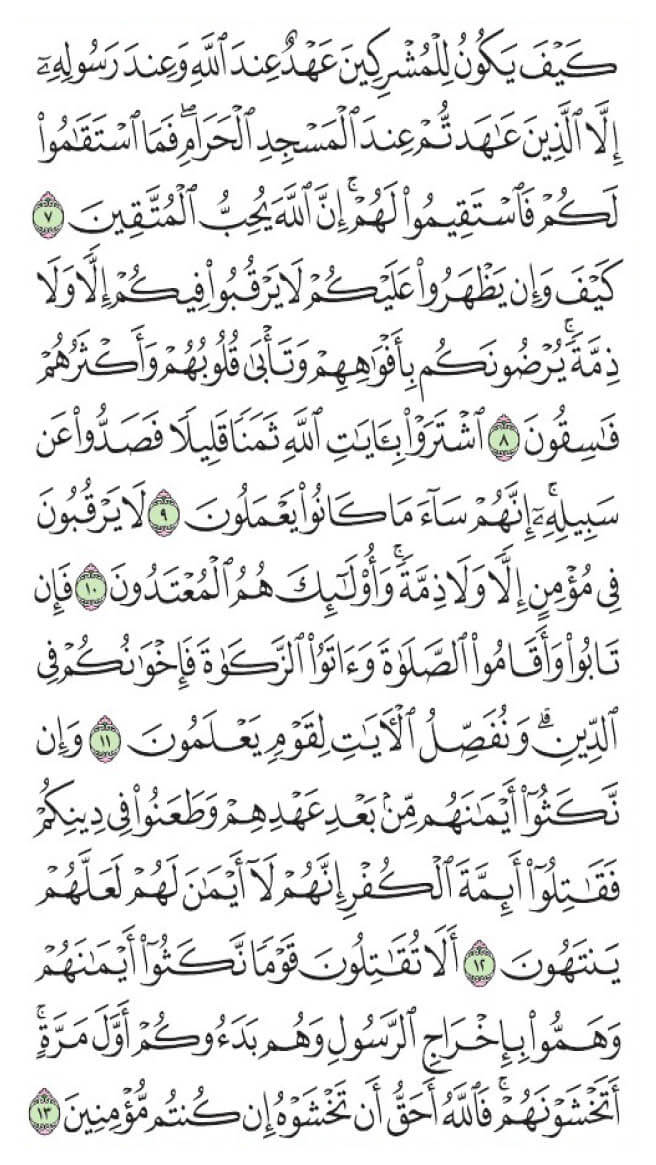 كَيۡفَ يَكُونُ لِلۡمُشۡرِكِينَ عَهۡدٌ عِندَ ٱللَّهِ وَعِندَ رَسُولِهِۦٓ
إِلَّا ٱلَّذِينَ عَٰهَدتُّمۡ عِندَ ٱلۡمَسۡجِدِ ٱلۡحَرَامِۖ فَمَا ٱسۡتَقَٰمُواْ
لَكُمۡ فَٱسۡتَقِيمُواْ لَهُمۡۚ إِنَّ ٱللَّهَ يُحِبُّ ٱلۡمُتَّقِينَ ٧
كَيۡفَ وَإِن يَظۡهَرُواْ عَلَيۡكُمۡ لَا يَرۡقُبُواْ فِيكُمۡ إِلّٗا وَلَا
ذِمَّةٗۚ يُرۡضُونَكُم بِأَفۡوَٰهِهِمۡ وَتَأۡبَىٰ قُلُوبُهُمۡ وَأَكۡثَرُهُمۡ
فَٰسِقُونَ ٨ ٱشۡتَرَوۡاْ بِـَٔايَٰتِ ٱللَّهِ ثَمَنٗا قَلِيلٗا فَصَدُّواْ عَن
سَبِيلِهِۦٓۚ إِنَّهُمۡ سَآءَ مَا كَانُواْ يَعۡمَلُونَ ٩ لَا يَرۡقُبُونَ
فِي مُؤۡمِنٍ إِلّٗا وَلَا ذِمَّةٗۚ وَأُوْلَٰٓئِكَ هُمُ ٱلۡمُعۡتَدُونَ ١٠ فَإِن
تَابُواْ وَأَقَامُواْ ٱلصَّلَوٰةَ وَءَاتَوُاْ ٱلزَّكَوٰةَ فَإِخۡوَٰنُكُمۡ فِي
ٱلدِّينِۗ وَنُفَصِّلُ ٱلۡأٓيَٰتِ لِقَوۡمٖ يَعۡلَمُونَ ١١ وَإِن
نَّكَثُوٓاْ أَيۡمَٰنَهُم مِّنۢ بَعۡدِ عَهۡدِهِمۡ وَطَعَنُواْ فِي دِينِكُمۡ
فَقَٰتِلُوٓاْ أَئِمَّةَ ٱلۡكُفۡرِ إِنَّهُمۡ لَآ أَيۡمَٰنَ لَهُمۡ لَعَلَّهُمۡ
يَنتَهُونَ ١٢ أَلَا تُقَٰتِلُونَ قَوۡمٗا نَّكَثُوٓاْ أَيۡمَٰنَهُمۡ
وَهَمُّواْ بِإِخۡرَاجِ ٱلرَّسُولِ وَهُم بَدَءُوكُمۡ أَوَّلَ مَرَّةٍۚ
أَتَخۡشَوۡنَهُمۡۚ فَٱللَّهُ أَحَقُّ أَن تَخۡشَوۡهُ إِن كُنتُم مُّؤۡمِنِينَ ١٣